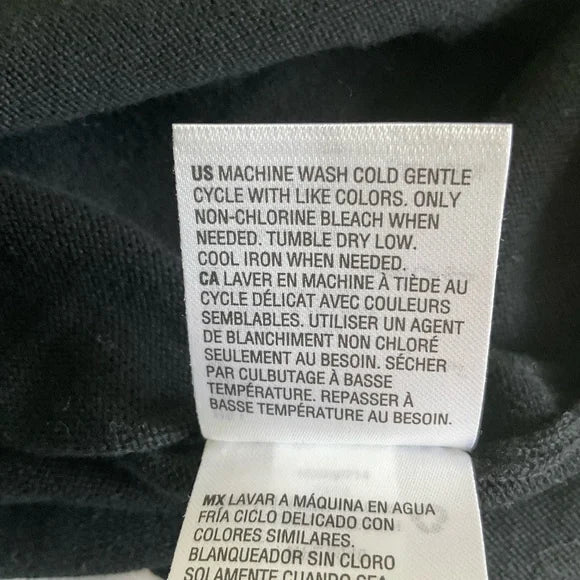 US MACHINE WASH COLD GENTLE
CYCLE WITH LIKE COLORS. ONLY
NON-CHLORINE BLEACH WHEN
NEEDED. TUMBLE DRY LOW.
COOL IRON WHEN NEEDED.
CA LAVER EN MACHINE À TIÈDE AU
CYCLE DÉLICAT AVEC COULEURS
SEMBLABLES. UTILISER UN AGENT
DE BLANCHIMENT NON CHLORÉ
SEULEMENT AU BESOIN. SÉCHER
PAR CULBUTAGE À BASSE
TEMPÉRATURE. REPASSER À
BASSE TEMPÉRATURE AU BESOIN.
MX LAVAR A MÁQUINA EN AGUA
FRÍA CICLO DELICADO CON
COLORES SIMILARES.
BLANQUEADOR SIN CLORO
SOLAMENTE CUANDO SEA